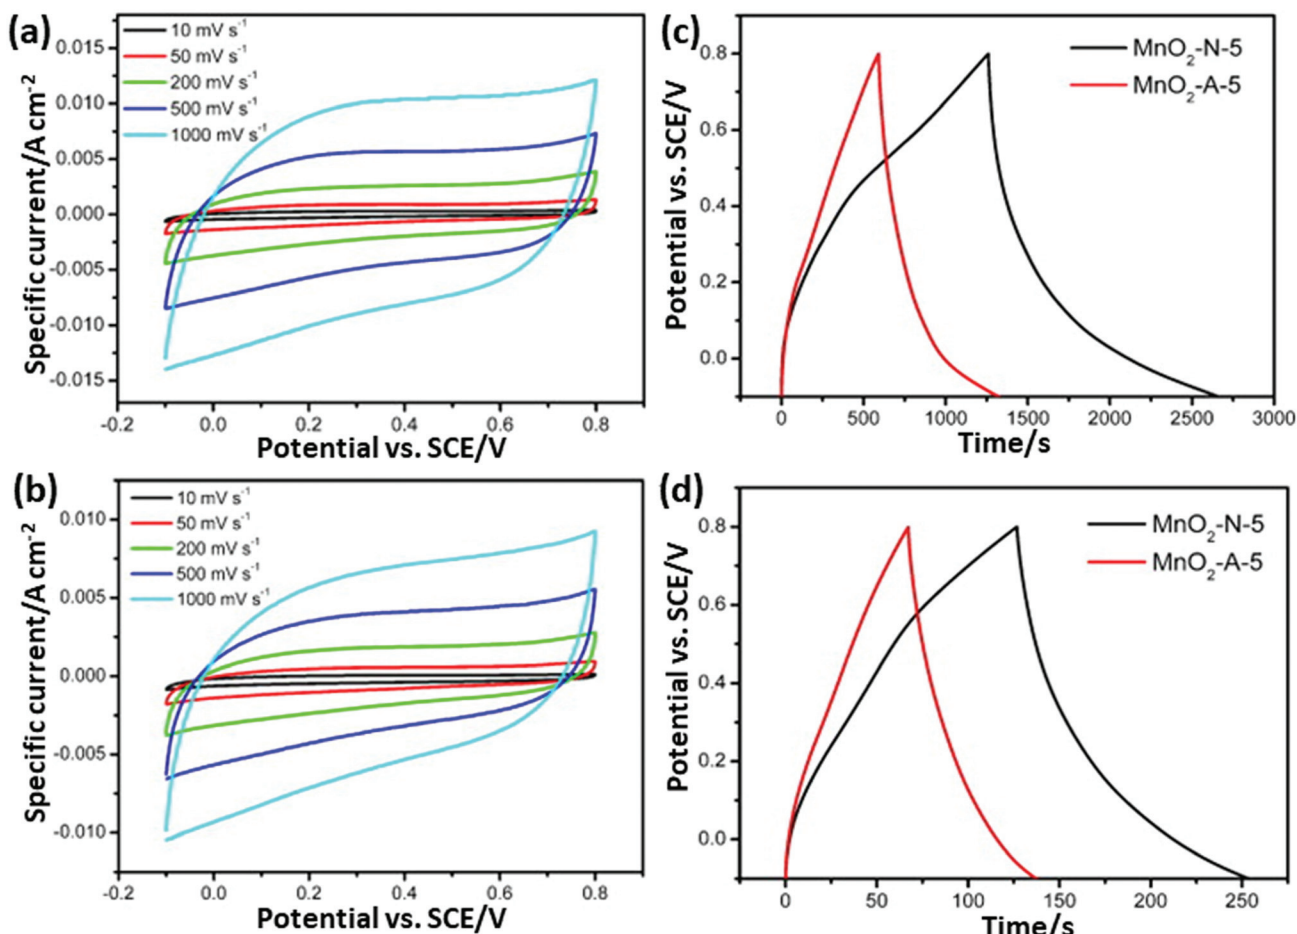 (a)
10 mV s⁻¹
50 mV s⁻¹
200 mV s⁻¹
500 mV s⁻¹
1000 mV s⁻¹
Specific current/A cm⁻²
0.015
0.010
0.005
0.000
-0.005
-0.010
-0.015
-0.2 0.0 0.2 0.4 0.6 0.8
Potential vs. SCE/V
(c)
MnO₂-N-5
MnO₂-A-5
Potential vs. SCE/V
0.8
0.6
0.4
0.2
0.0
0 500 1000 1500 2000 2500 3000
Time/s
(b)
10 mV s⁻¹
50 mV s⁻¹
200 mV s⁻¹
500 mV s⁻¹
1000 mV s⁻¹
Specific current/A cm⁻²
0.010
0.005
0.000
-0.005
-0.010
-0.2 0.0 0.2 0.4 0.6 0.8
Potential vs. SCE/V
(d)
MnO₂-N-5
MnO₂-A-5
Potential vs. SCE/V
0.8
0.6
0.4
0.2
0.0
0 50 100 150 200 250
Time/s